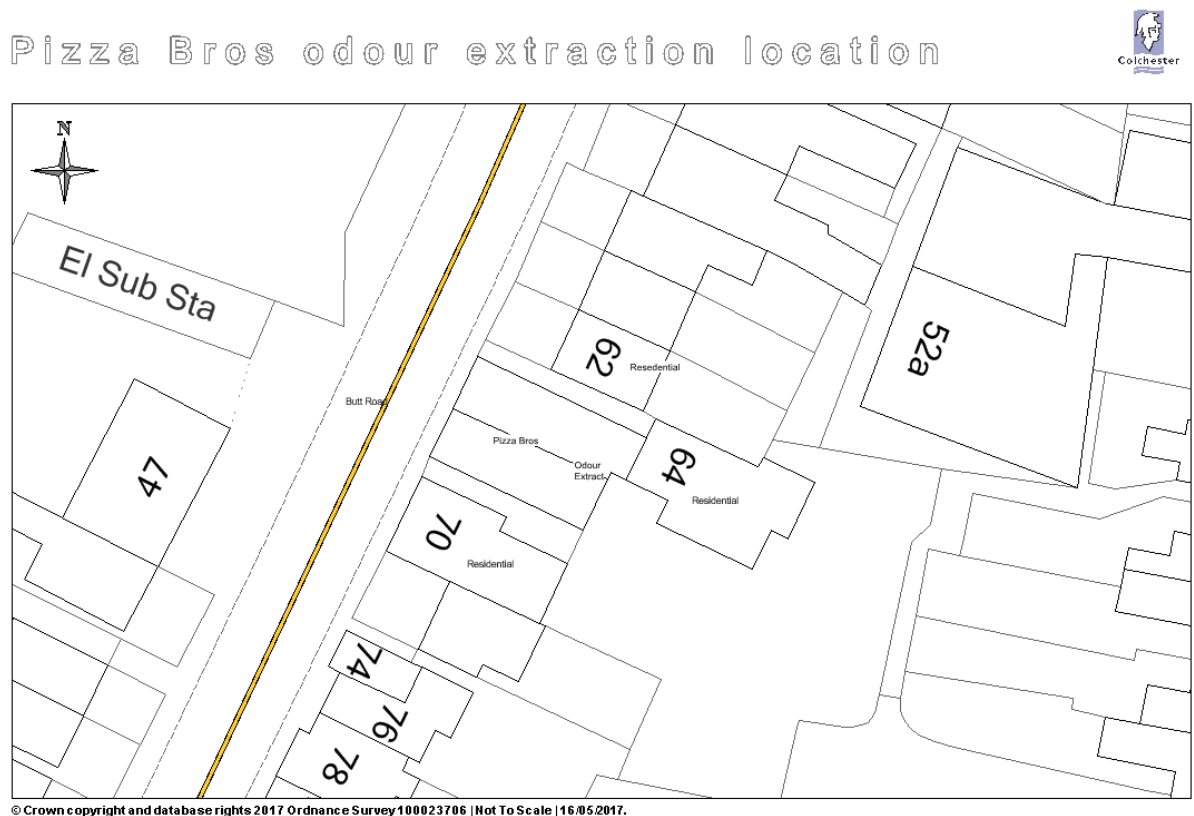 Pizza Bros odour extraction location
Colchester
N
El Sub Sta
52a
62
Resedential
Butt Road
Pizza Bros
Odour
Extract
64
Residential
47
70
Residential
74
76
78
© Crown copyright and database rights 2017 Ordnance Survey 100023706 | Not To Scale | 16/05/2017.